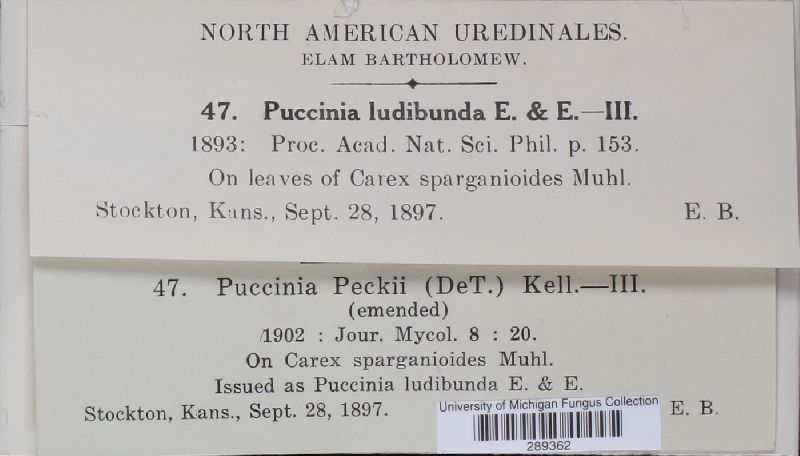 NORTH AMERICAN UREDINALES.
ELAM BARTHOLOMEW.
47. Puccinia ludibunda E. & E.—III.
1893: Proc. Acad. Nat. Sci. Phil. p. 153.
On leaves of Carex sparganioides Muhl.
Stockton, Kans., Sept. 28, 1897. E. B.
47. Puccinia Peckii (DeT.) Kell.—III.
(emended)
1902 : Jour. Mycol. 8 : 20.
On Carex sparganioides Muhl.
Issued as Puccinia ludibunda E. & E.
Stockton, Kans., Sept. 28, 1897. E. B.
University of Michigan Fungus Collection
289362